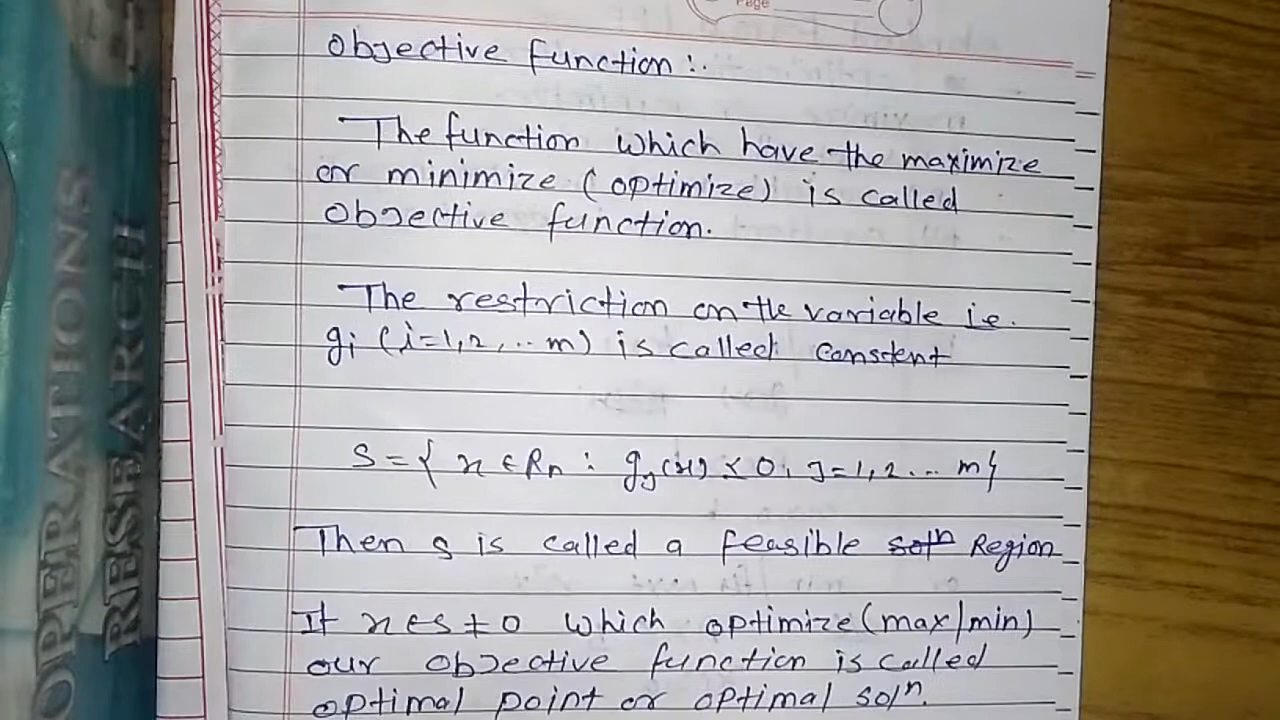 Page
Objective function :.
The function which have the maximize
or minimize (optimize) is called
Objective function.
The restriction on the variable i.e.
gi (i=1,2,... m) is called constent
S = { x ∈ Rn : gj(x) ≤ 0, j=1,2... m}
Then S is called a feasible soln Region
If x∈S ≠ 0 which optimize (max/min)
our objective function is called
optimal point or optimal soln.
OPERATIONS
RESEARCH